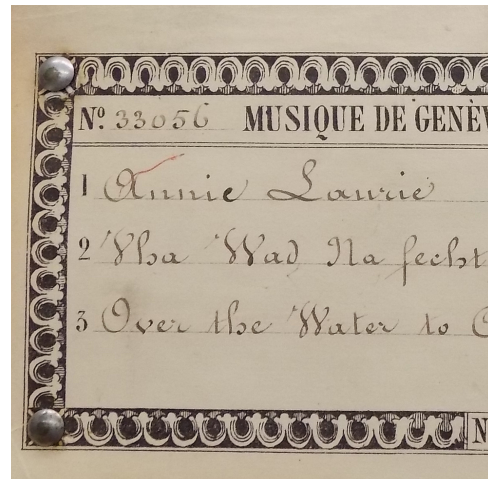 Nº 33056 MUSIQUE DE GENÈV
1 Annie Laurie
2 Wha Wad Na fecht
3 Over the Water to C
N